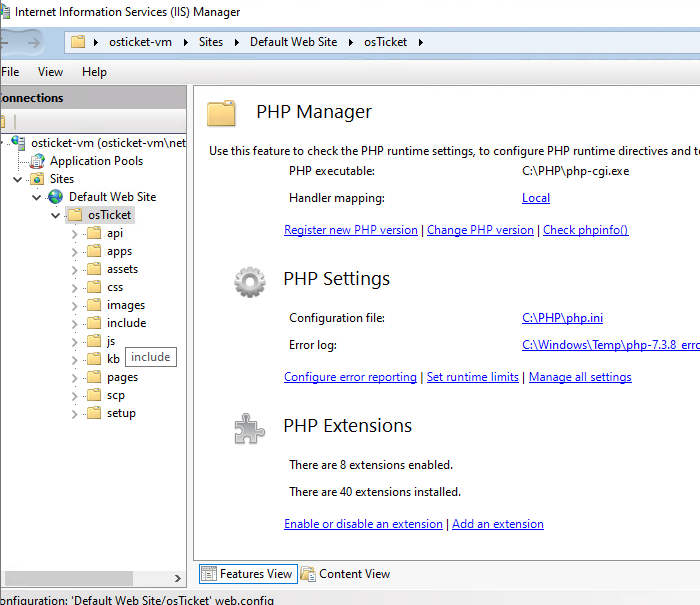 Internet Information Services (IIS) Manager
osticket-vm Sites Default Web Site osTicket
File View Help
Connections
osticket-vm (osticket-vm\net
Application Pools
Sites
Default Web Site
osTicket
api
apps
assets
css
images
include
js
kb
include
pages
scp
setup
PHP Manager
Use this feature to check the PHP runtime settings, to configure PHP runtime directives and to
PHP executable: C:\PHP\php-cgi.exe
Handler mapping: Local
Register new PHP version | Change PHP version | Check phpinfo()
PHP Settings
Configuration file: C:\PHP\php.ini
Error log: C:\Windows\Temp\php-7.3.8_erro
Configure error reporting | Set runtime limits | Manage all settings
PHP Extensions
There are 8 extensions enabled.
There are 40 extensions installed.
Enable or disable an extension | Add an extension
Features View Content View
onfiguration: 'Default Web Site/osTicket' web.config